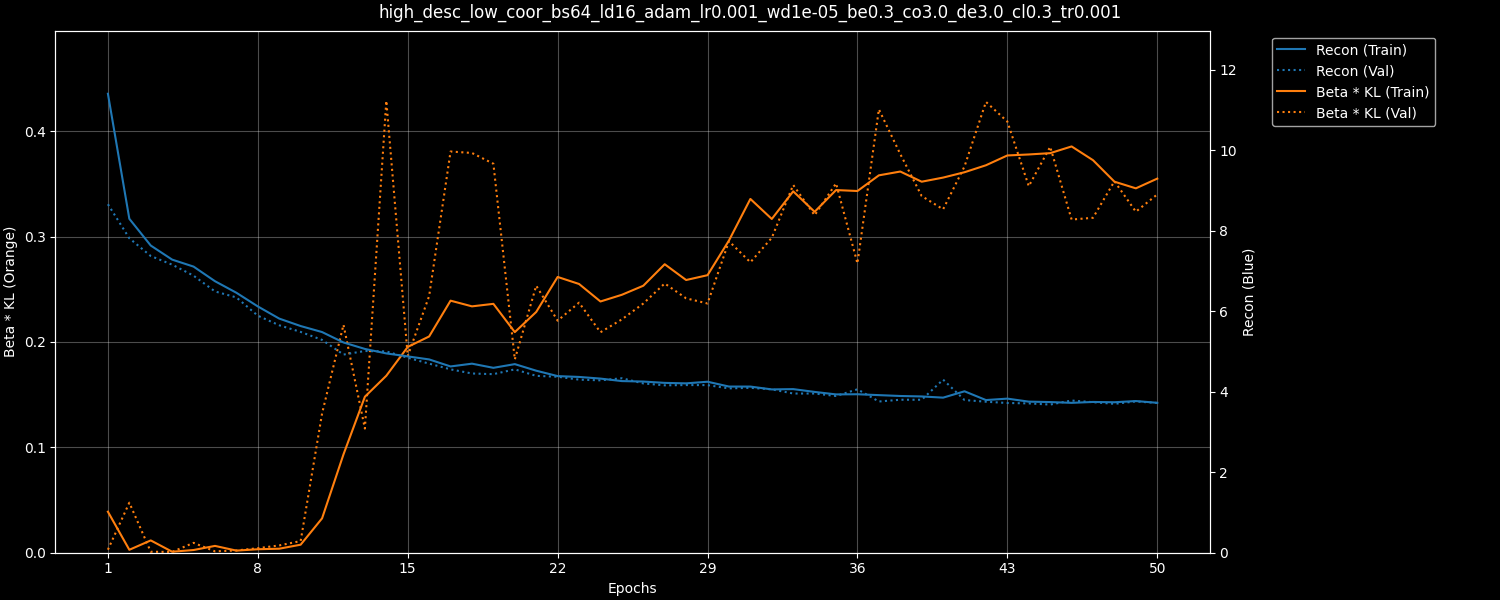 high_desc_low_coor_bs64_ld16_adam_lr0.001_wd1e-05_be0.3_co3.0_de3.0_cl0.3_tr0.001
Recon (Train)
Recon (Val)
Beta * KL (Train)
Beta * KL (Val)
Beta * KL (Orange)
0.4
0.3
0.2
0.1
0.0
12
10
8
6
4
2
0
Recon (Blue)
1 8 15 22 29 36 43 50
Epochs